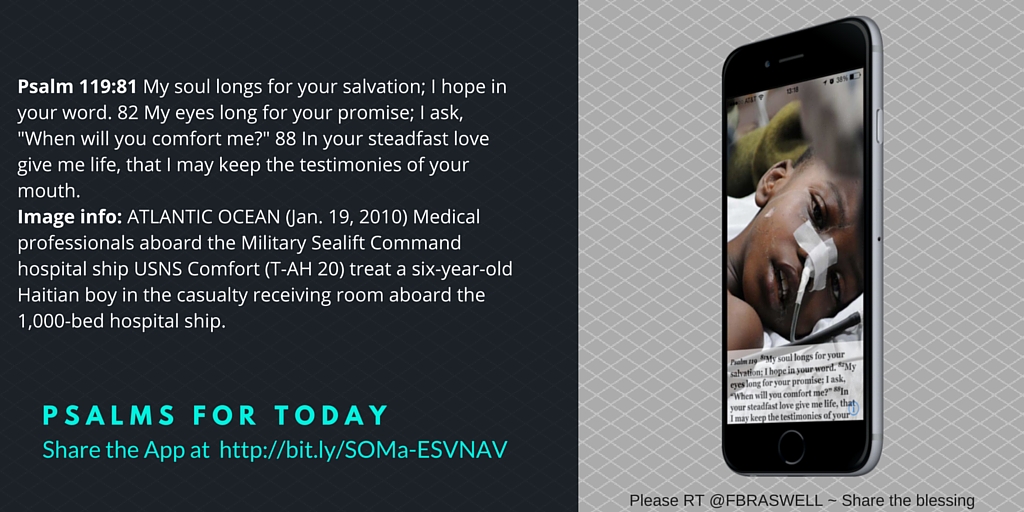 Psalm 119:81 My soul longs for your salvation; I hope in
your word. 82 My eyes long for your promise; I ask,
"When will you comfort me?" 88 In your steadfast love
give me life, that I may keep the testimonies of your
mouth.
Image info: ATLANTIC OCEAN (Jan. 19, 2010) Medical
professionals aboard the Military Sealift Command
hospital ship USNS Comfort (T-AH 20) treat a six-year-old
Haitian boy in the casualty receiving room aboard the
1,000-bed hospital ship.
PSALMS FOR TODAY
Share the App at http://bit.ly/SOMa-ESVNAV
AT&T 13:18 38%
Psalm 119 81My soul longs for your
salvation; I hope in your word. 82My
eyes long for your promise; I ask,
"When will you comfort me?" 88In
your steadfast love give me life, that
I may keep the testimonies of your
Please RT @FBRASWELL ~ Share the blessing